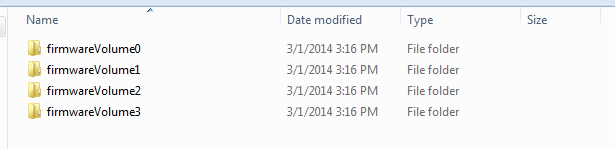 Name Date modified Type Size
firmwareVolume0 3/1/2014 3:16 PM File folder
firmwareVolume1 3/1/2014 3:16 PM File folder
firmwareVolume2 3/1/2014 3:16 PM File folder
firmwareVolume3 3/1/2014 3:16 PM File folder